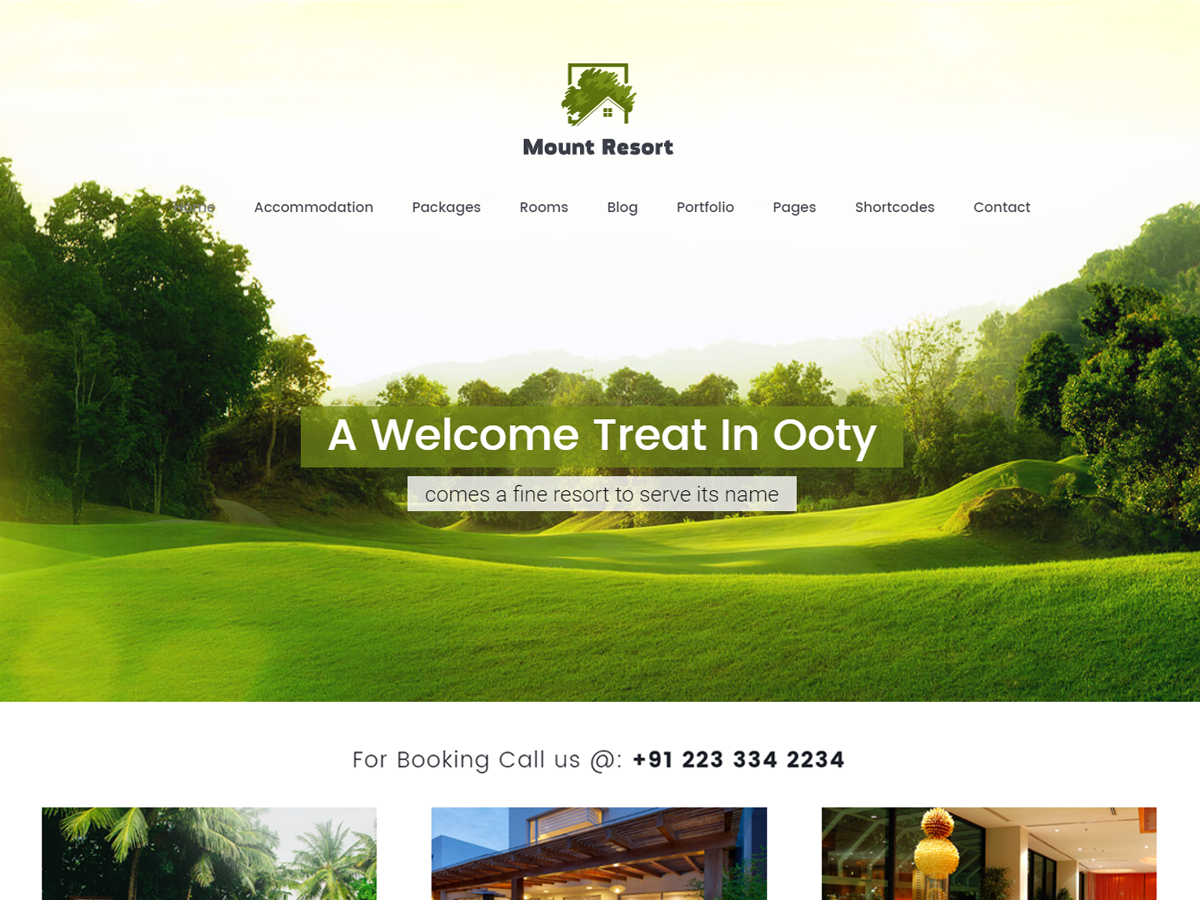 Mount Resort
Home Accommodation Packages Rooms Blog Portfolio Pages Shortcodes Contact
A Welcome Treat In Ooty
comes a fine resort to serve its name
For Booking Call us @: +91 223 334 2234